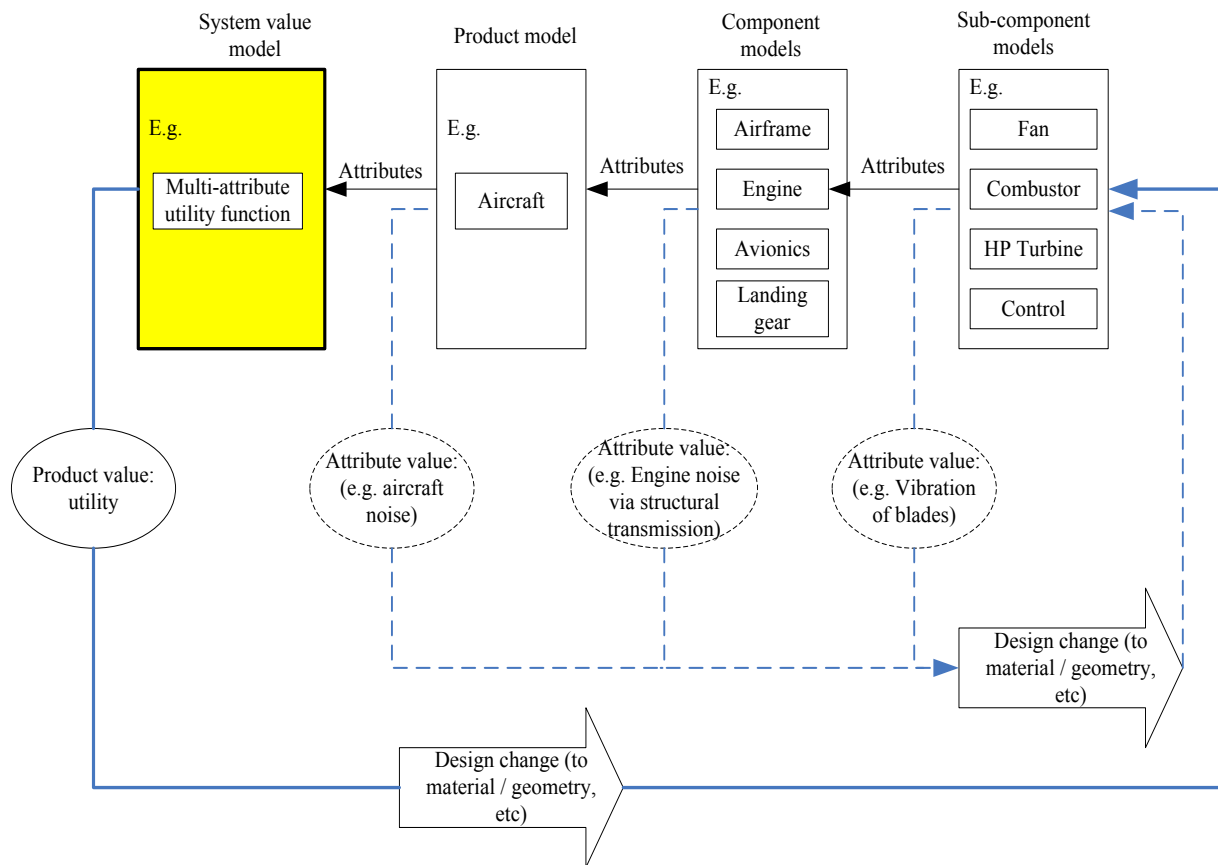 System value
model
Product model
Component
models
Sub-component
models
E.g.
Multi-attribute
utility function
Attributes
E.g.
Aircraft
Attributes
E.g.
Airframe
Engine
Avionics
Landing
gear
Attributes
E.g.
Fan
Combustor
HP Turbine
Control
Product value:
utility
Attribute value:
(e.g. aircraft
noise)
Attribute value:
(e.g. Engine noise
via structural
transmission)
Attribute value:
(e.g. Vibration
of blades)
Design change (to
material / geometry,
etc)
Design change (to
material / geometry,
etc)